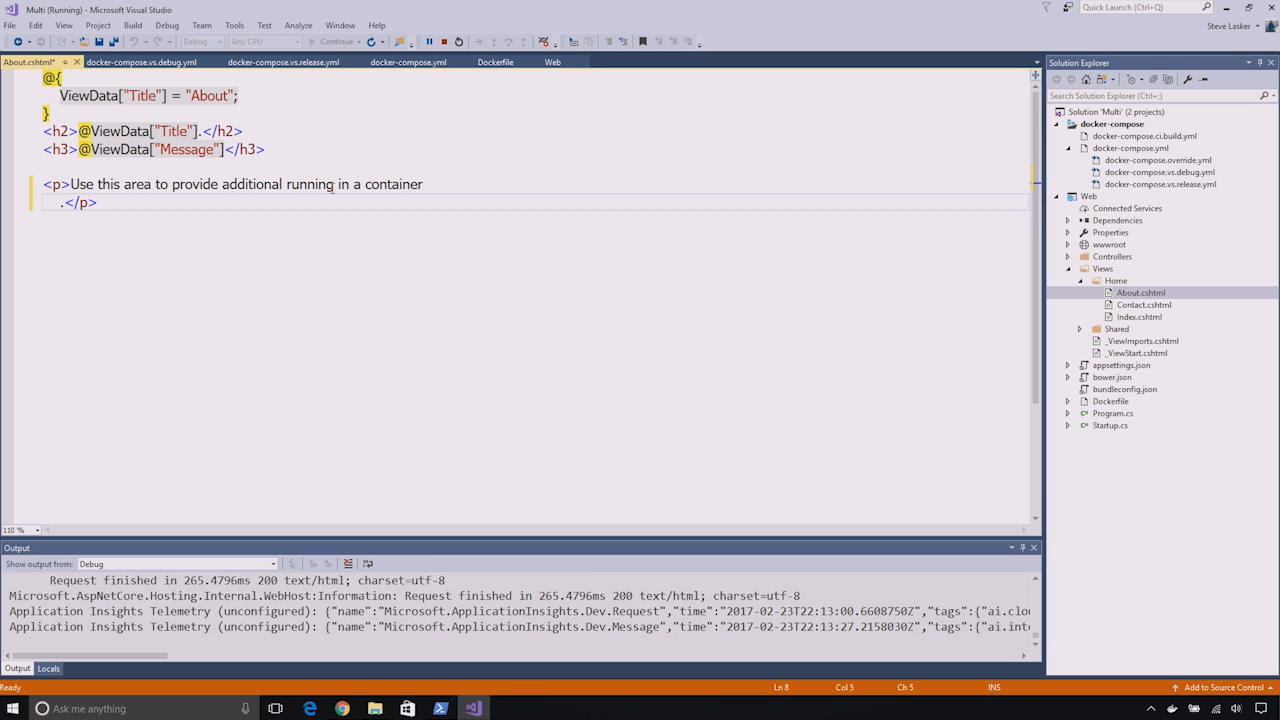 Multi (Running) - Microsoft Visual Studio
Quick Launch (Ctrl+Q)
File Edit View Project Build Debug Team Tools Test Analyze Window Help
Steve Lasker
Debug Any CPU Continue
About.cshtml* docker-compose.vs.debug.yml docker-compose.vs.release.yml docker-compose.yml Dockerfile Web
@{
ViewData["Title"] = "About";
}
<h2>@ViewData["Title"].</h2>
<h3>@ViewData["Message"]</h3>
<p>Use this area to provide additional running in a container
.</p>
110 %
Solution Explorer
Search Solution Explorer (Ctrl+;)
Solution 'Multi' (2 projects)
docker-compose
docker-compose.ci.build.yml
docker-compose.yml
docker-compose.override.yml
docker-compose.vs.debug.yml
docker-compose.vs.release.yml
Web
Connected Services
Dependencies
Properties
wwwroot
Controllers
Views
Home
About.cshtml
Contact.cshtml
Index.cshtml
Shared
_ViewImports.cshtml
_ViewStart.cshtml
appsettings.json
bower.json
bundleconfig.json
Dockerfile
Program.cs
Startup.cs
Output
Show output from: Debug
Request finished in 265.4796ms 200 text/html; charset=utf-8
Microsoft.AspNetCore.Hosting.Internal.WebHost:Information: Request finished in 265.4796ms 200 text/html; charset=utf-8
Application Insights Telemetry (unconfigured): {"name":"Microsoft.ApplicationInsights.Dev.Request","time":"2017-02-23T22:13:00.6608750Z","tags":{"ai.clou
Application Insights Telemetry (unconfigured): {"name":"Microsoft.ApplicationInsights.Dev.Message","time":"2017-02-23T22:13:27.2158030Z","tags":{"ai.inte
Output Locals
Ready Ln 8 Col 5 Ch 5 INS Add to Source Control
Ask me anything